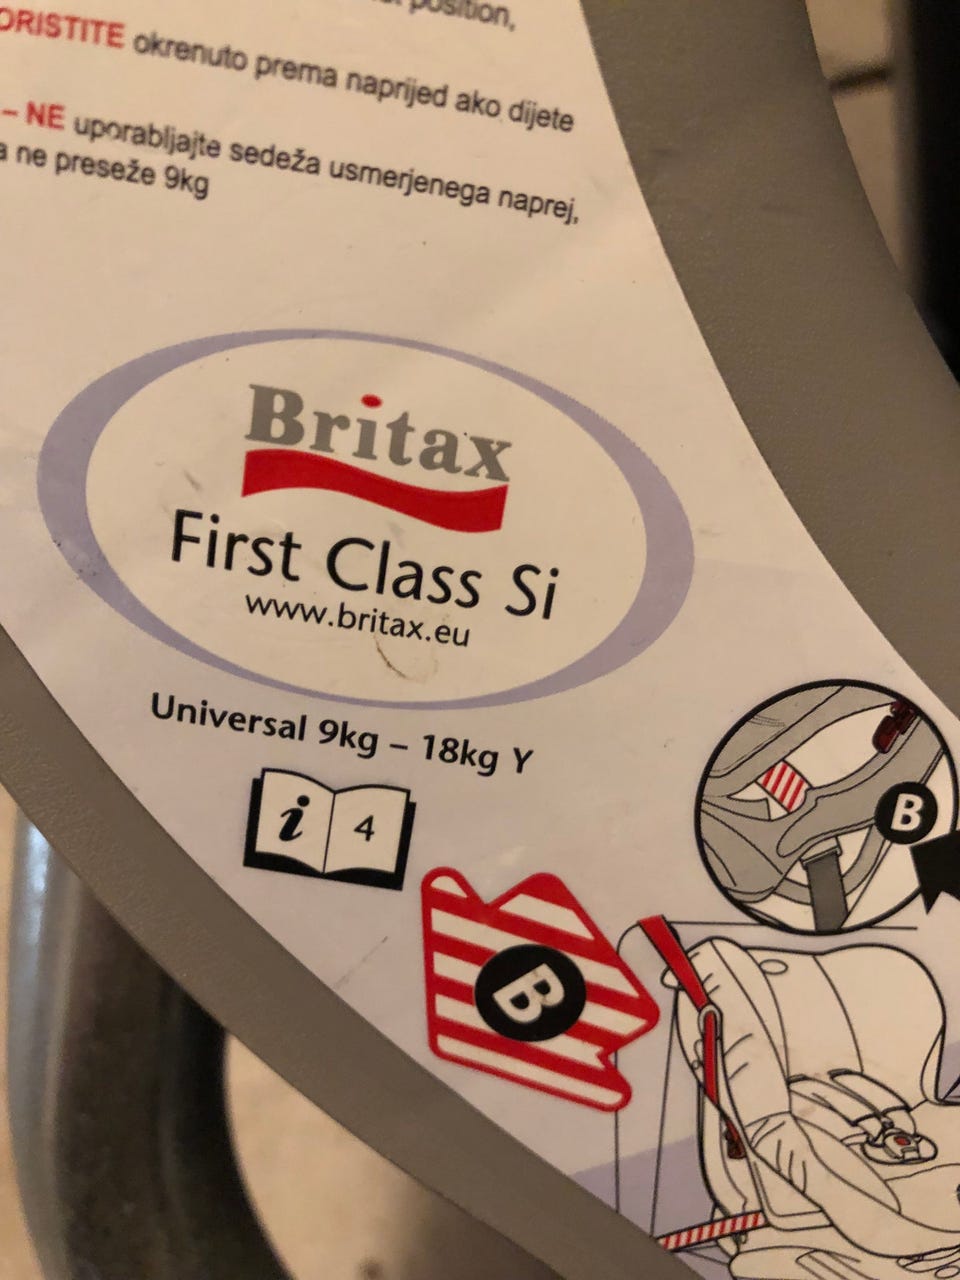 position,
ORISTITE okrenuto prema naprijed ako dijete
– NE uporabljajte sedeža usmerjenega naprej,
a ne preseže 9kg
Britax
First Class Si
www.britax.eu
Universal 9kg – 18kg Y
i 4
B
B